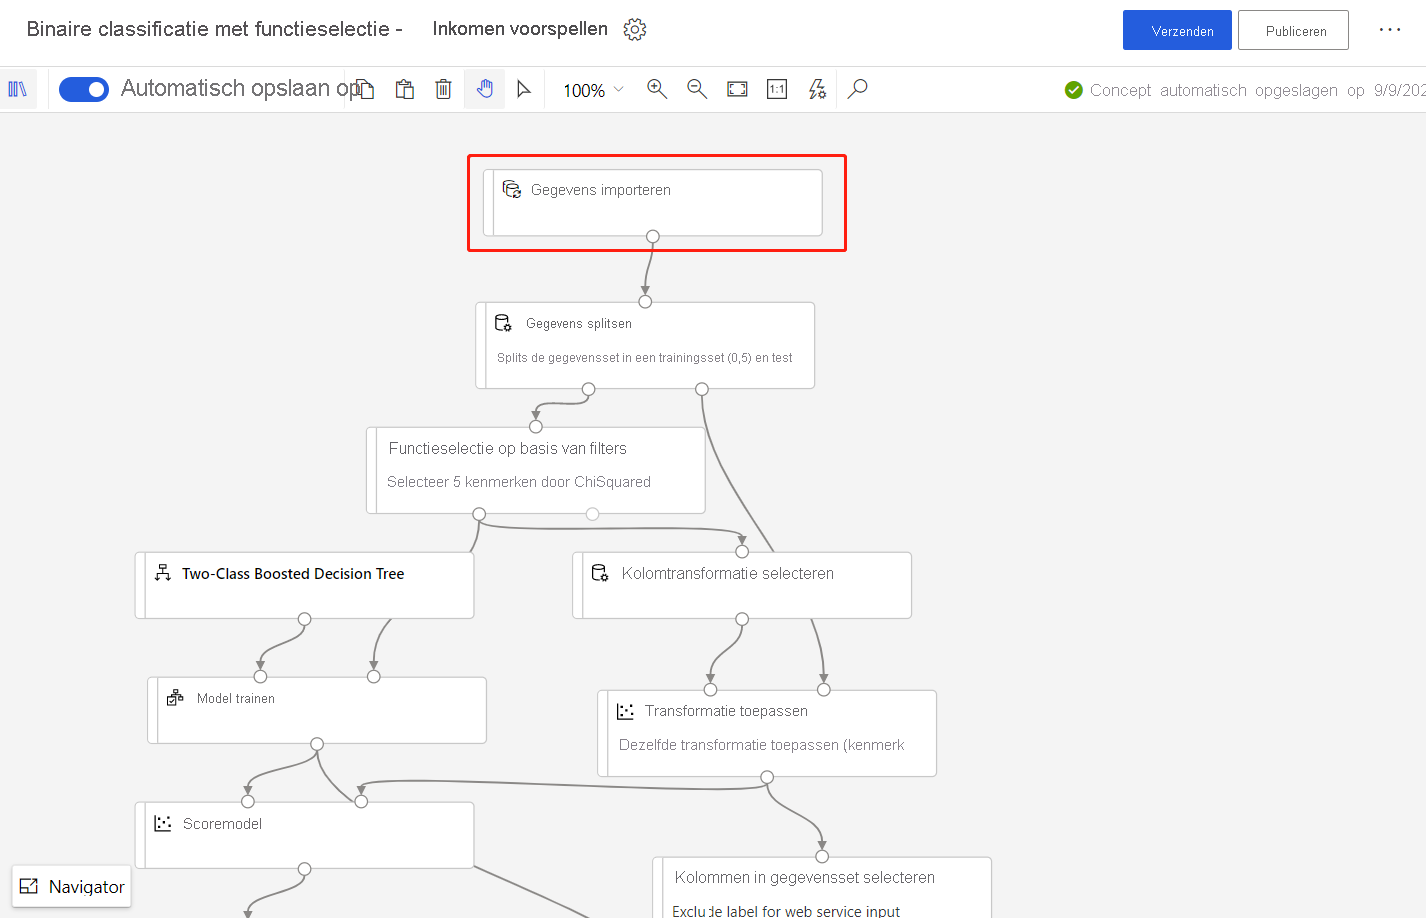 Binaire classificatie met functieselectie - Inkomen voorspellen
Verzenden
Publiceren
Automatisch opslaan op
100%
1:1
Concept automatisch opgeslagen op 9/9/202
Gegevens importeren
Gegevens splitsen
Splits de gegevensset in een trainingsset (0,5) en test
Functieselectie op basis van filters
Selecteer 5 kenmerken door ChiSquared
Two-Class Boosted Decision Tree
Kolomtransformatie selecteren
Model trainen
Transformatie toepassen
Dezelfde transformatie toepassen (kenmerk
Scoremodel
Kolommen in gegevensset selecteren
Exclude label for web service input
Navigator